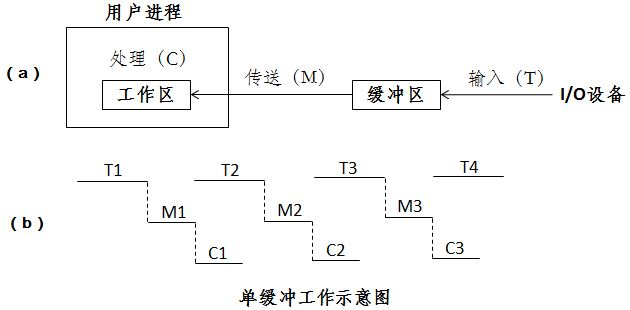 用户进程
(a)
处理（C）
工作区
传送（M）
缓冲区
输入（T）
I/O设备
(b)
T1
T2
T3
T4
M1
M2
M3
C1
C2
C3
单缓冲工作示意图